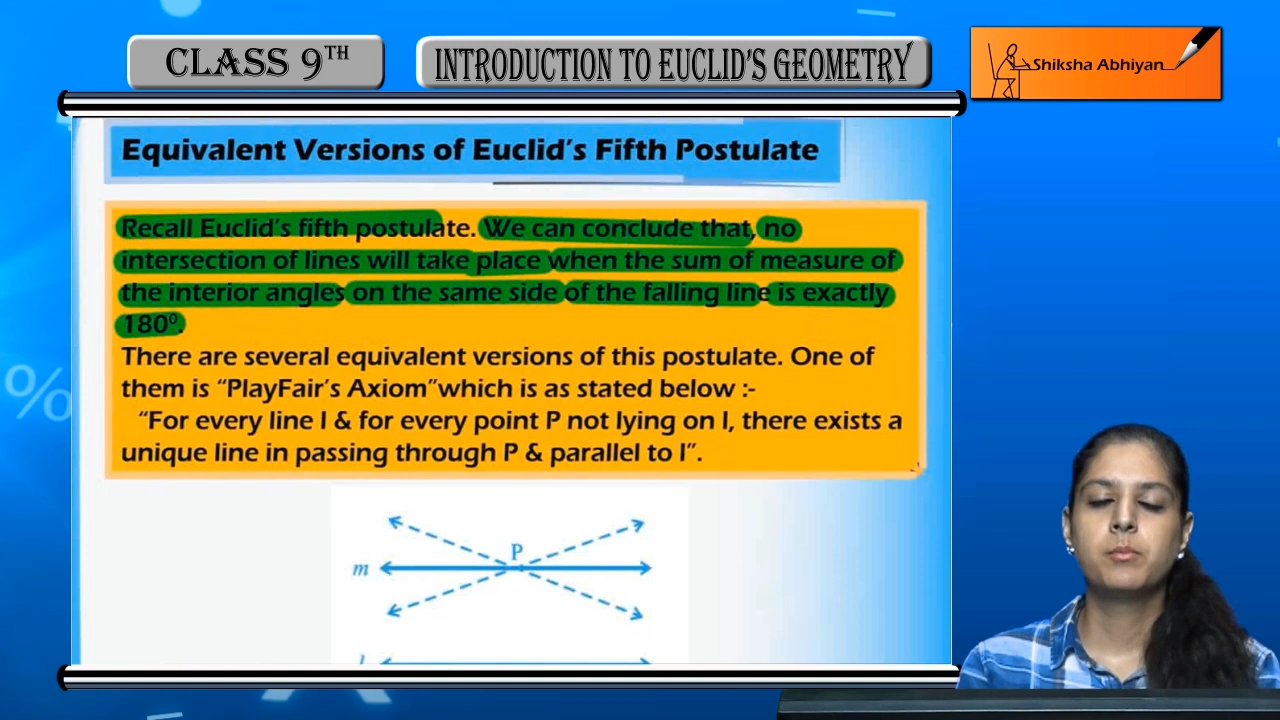 CLASS 9TH
INTRODUCTION TO EUCLID'S GEOMETRY
Shiksha Abhiyan
Equivalent Versions of Euclid's Fifth Postulate
Recall Euclid's fifth postulate. We can conclude that, no
intersection of lines will take place when the sum of measure of
the interior angles on the same side of the falling line is exactly
180⁰.
There are several equivalent versions of this postulate. One of
them is “PlayFair's Axiom”which is as stated below :-
“For every line l & for every point P not lying on l, there exists a
unique line in passing through P & parallel to l”.
P
m
%